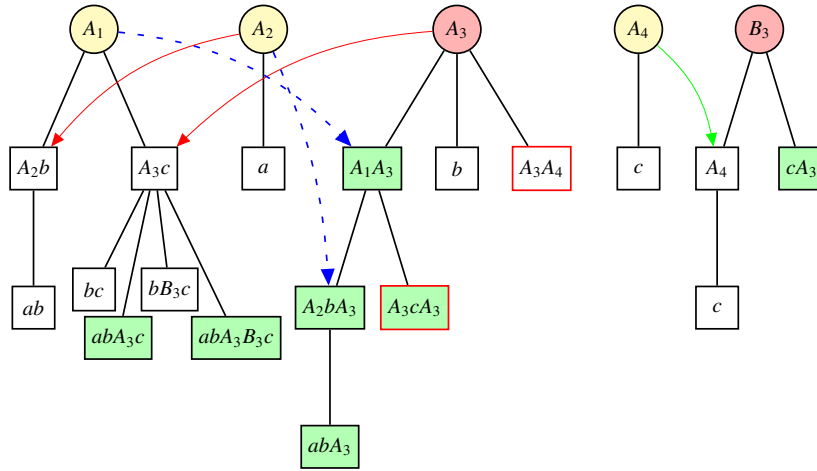 A₁ A₂ A₃ A₄ B₃
A₂b A₃c a A₁A₃ b A₃A₄ c A₄ cA₃
ab bc bB₃c A₂bA₃ A₃cA₃ c
abA₃c abA₃B₃c
abA₃